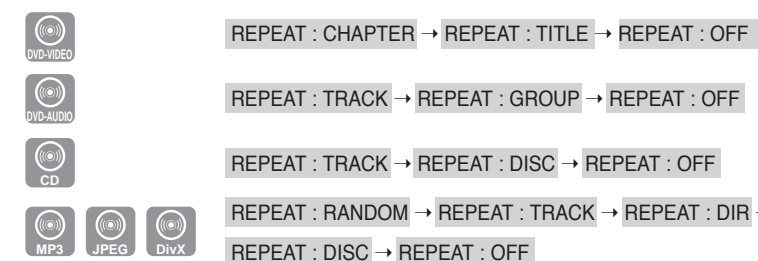 DVD-VIDEO REPEAT : CHAPTER → REPEAT : TITLE → REPEAT : OFF
DVD-AUDIO REPEAT : TRACK → REPEAT : GROUP → REPEAT : OFF
CD REPEAT : TRACK → REPEAT : DISC → REPEAT : OFF
REPEAT : RANDOM → REPEAT : TRACK → REPEAT : DIR
MP3 JPEG DivX REPEAT : DISC → REPEAT : OFF